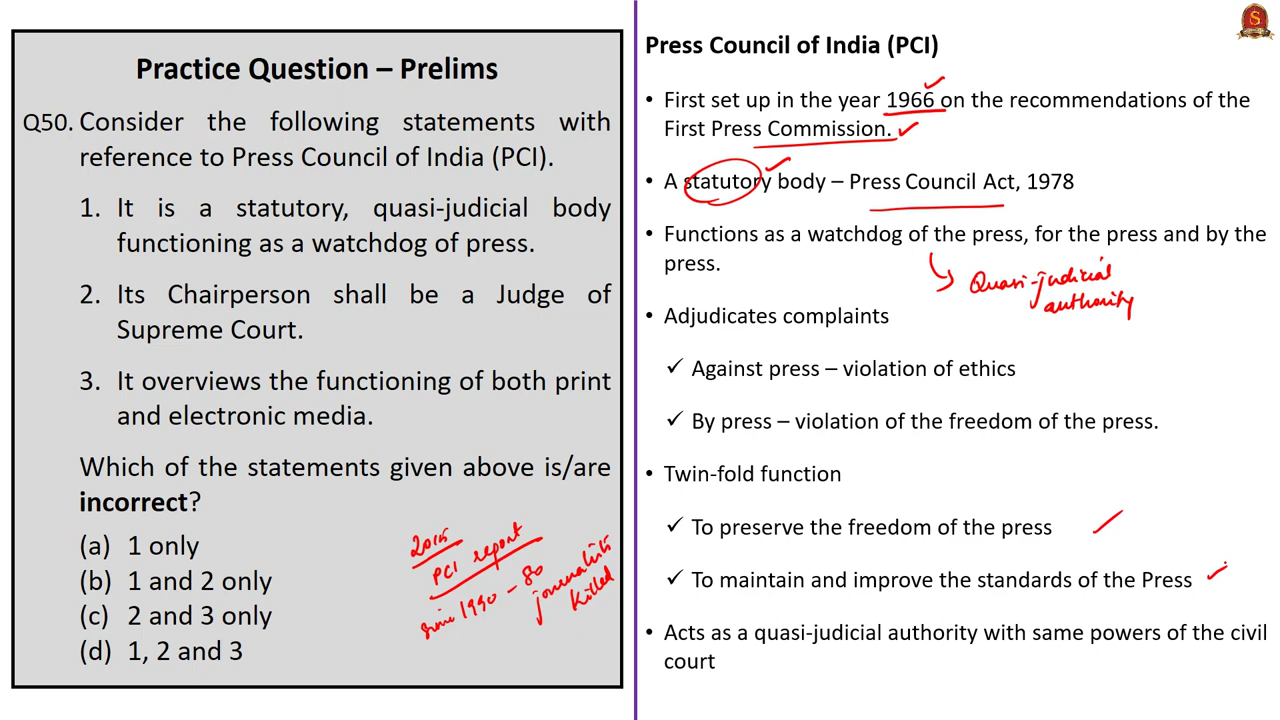 Practice Question – Prelims
Q50. Consider the following statements with
reference to Press Council of India (PCI).
1. It is a statutory, quasi-judicial body
functioning as a watchdog of press.
2. Its Chairperson shall be a Judge of
Supreme Court.
3. It overviews the functioning of both print
and electronic media.
Which of the statements given above is/are
incorrect?
(a) 1 only
(b) 1 and 2 only
(c) 2 and 3 only
(d) 1, 2 and 3
2015
PCI report
since 1990 - 80
journalists
killed
Press Council of India (PCI)
• First set up in the year 1966 on the recommendations of the
First Press Commission.
• A statutory body – Press Council Act, 1978
• Functions as a watchdog of the press, for the press and by the
press.
Quasi-judicial
authority
• Adjudicates complaints
✓ Against press – violation of ethics
✓ By press – violation of the freedom of the press.
• Twin-fold function
✓ To preserve the freedom of the press
✓ To maintain and improve the standards of the Press
• Acts as a quasi-judicial authority with same powers of the civil
court